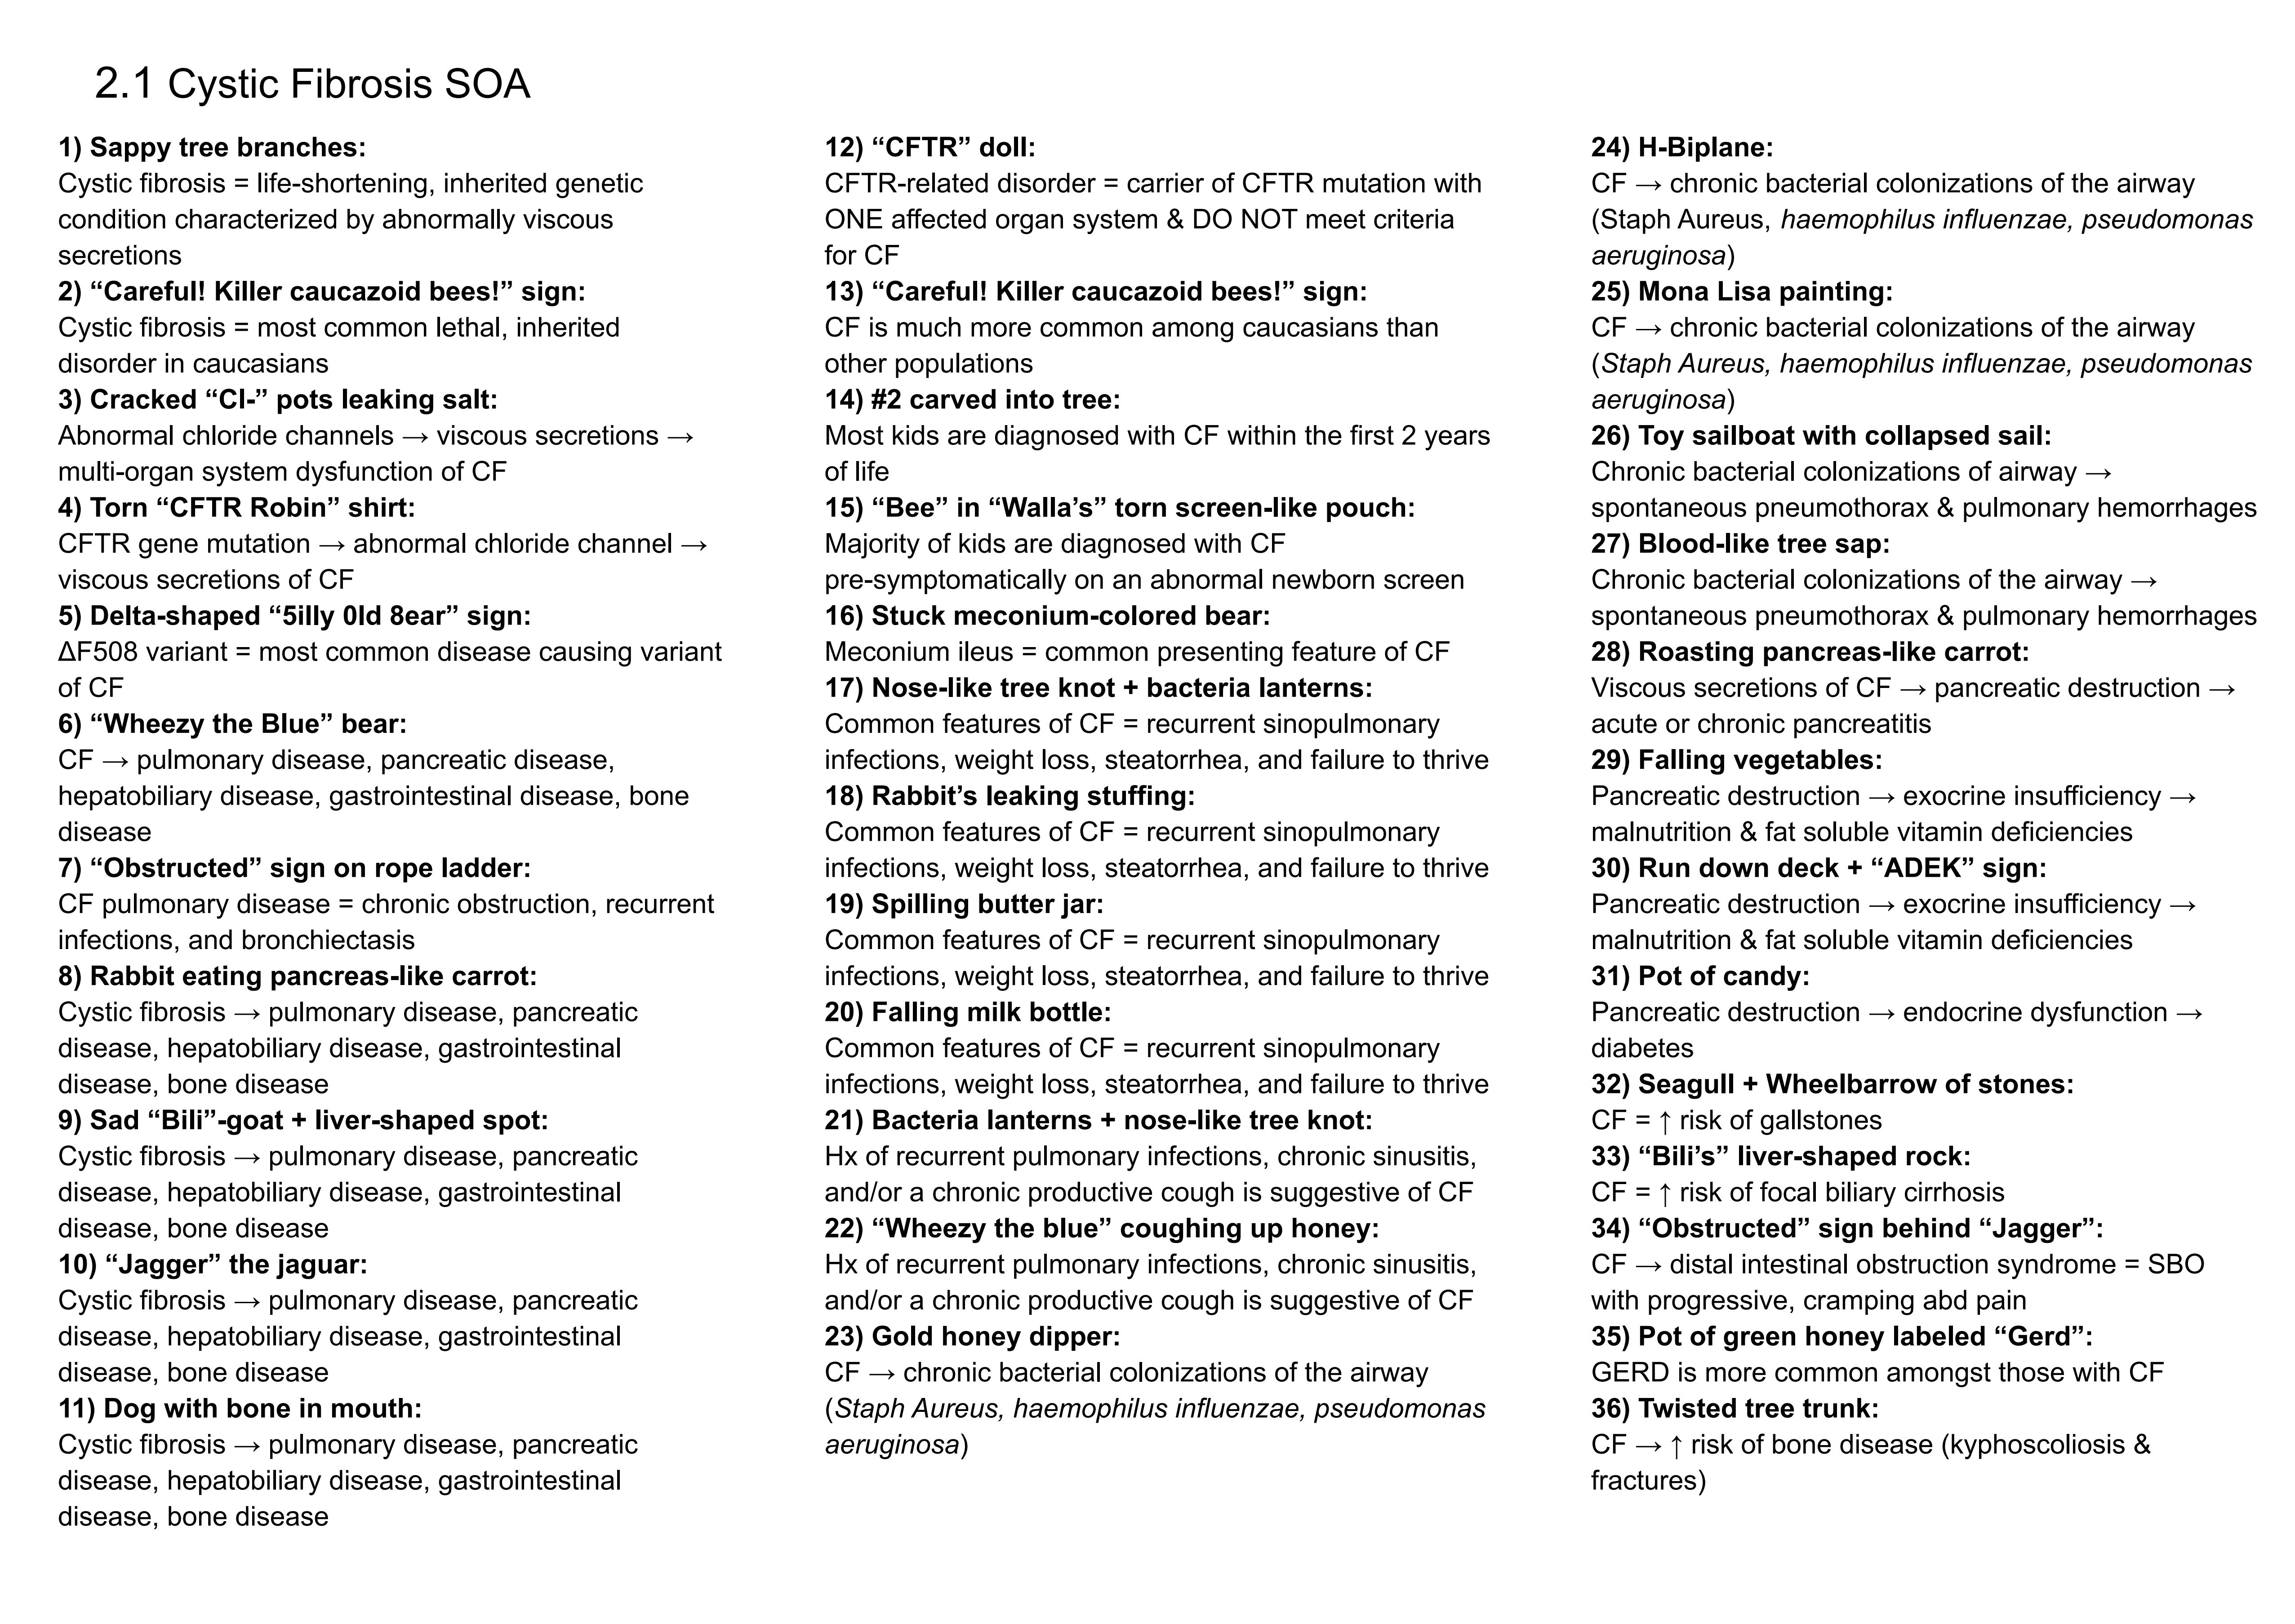 2.1 Cystic Fibrosis SOA
1) Sappy tree branches:
Cystic fibrosis = life-shortening, inherited genetic
condition characterized by abnormally viscous
secretions
2) “Careful! Killer caucazoid bees!” sign:
Cystic fibrosis = most common lethal, inherited
disorder in caucasians
3) Cracked “Cl-” pots leaking salt:
Abnormal chloride channels → viscous secretions →
multi-organ system dysfunction of CF
4) Torn “CFTR Robin” shirt:
CFTR gene mutation → abnormal chloride channel →
viscous secretions of CF
5) Delta-shaped “5illy 0ld 8ear” sign:
ΔF508 variant = most common disease causing variant
of CF
6) “Wheezy the Blue” bear:
CF → pulmonary disease, pancreatic disease,
hepatobiliary disease, gastrointestinal disease, bone
disease
7) “Obstructed” sign on rope ladder:
CF pulmonary disease = chronic obstruction, recurrent
infections, and bronchiectasis
8) Rabbit eating pancreas-like carrot:
Cystic fibrosis → pulmonary disease, pancreatic
disease, hepatobiliary disease, gastrointestinal
disease, bone disease
9) Sad “Bili”-goat + liver-shaped spot:
Cystic fibrosis → pulmonary disease, pancreatic
disease, hepatobiliary disease, gastrointestinal
disease, bone disease
10) “Jagger” the jaguar:
Cystic fibrosis → pulmonary disease, pancreatic
disease, hepatobiliary disease, gastrointestinal
disease, bone disease
11) Dog with bone in mouth:
Cystic fibrosis → pulmonary disease, pancreatic
disease, hepatobiliary disease, gastrointestinal
disease, bone disease
12) “CFTR” doll:
CFTR-related disorder = carrier of CFTR mutation with
ONE affected organ system & DO NOT meet criteria
for CF
13) “Careful! Killer caucazoid bees!” sign:
CF is much more common among caucasians than
other populations
14) #2 carved into tree:
Most kids are diagnosed with CF within the first 2 years
of life
15) “Bee” in “Walla’s” torn screen-like pouch:
Majority of kids are diagnosed with CF
pre-symptomatically on an abnormal newborn screen
16) Stuck meconium-colored bear:
Meconium ileus = common presenting feature of CF
17) Nose-like tree knot + bacteria lanterns:
Common features of CF = recurrent sinopulmonary
infections, weight loss, steatorrhea, and failure to thrive
18) Rabbit’s leaking stuffing:
Common features of CF = recurrent sinopulmonary
infections, weight loss, steatorrhea, and failure to thrive
19) Spilling butter jar:
Common features of CF = recurrent sinopulmonary
infections, weight loss, steatorrhea, and failure to thrive
20) Falling milk bottle:
Common features of CF = recurrent sinopulmonary
infections, weight loss, steatorrhea, and failure to thrive
21) Bacteria lanterns + nose-like tree knot:
Hx of recurrent pulmonary infections, chronic sinusitis,
and/or a chronic productive cough is suggestive of CF
22) “Wheezy the blue” coughing up honey:
Hx of recurrent pulmonary infections, chronic sinusitis,
and/or a chronic productive cough is suggestive of CF
23) Gold honey dipper:
CF → chronic bacterial colonizations of the airway
(Staph Aureus, haemophilus influenzae, pseudomonas
aeruginosa)
24) H-Biplane:
CF → chronic bacterial colonizations of the airway
(Staph Aureus, haemophilus influenzae, pseudomonas
aeruginosa)
25) Mona Lisa painting:
CF → chronic bacterial colonizations of the airway
(Staph Aureus, haemophilus influenzae, pseudomonas
aeruginosa)
26) Toy sailboat with collapsed sail:
Chronic bacterial colonizations of airway →
spontaneous pneumothorax & pulmonary hemorrhages
27) Blood-like tree sap:
Chronic bacterial colonizations of the airway →
spontaneous pneumothorax & pulmonary hemorrhages
28) Roasting pancreas-like carrot:
Viscous secretions of CF → pancreatic destruction →
acute or chronic pancreatitis
29) Falling vegetables:
Pancreatic destruction → exocrine insufficiency →
malnutrition & fat soluble vitamin deficiencies
30) Run down deck + “ADEK” sign:
Pancreatic destruction → exocrine insufficiency →
malnutrition & fat soluble vitamin deficiencies
31) Pot of candy:
Pancreatic destruction → endocrine dysfunction →
diabetes
32) Seagull + Wheelbarrow of stones:
CF = ↑ risk of gallstones
33) “Bili’s” liver-shaped rock:
CF = ↑ risk of focal biliary cirrhosis
34) “Obstructed” sign behind “Jagger”:
CF → distal intestinal obstruction syndrome = SBO
with progressive, cramping abd pain
35) Pot of green honey labeled “Gerd”:
GERD is more common amongst those with CF
36) Twisted tree trunk:
CF → ↑ risk of bone disease (kyphoscoliosis &
fractures)